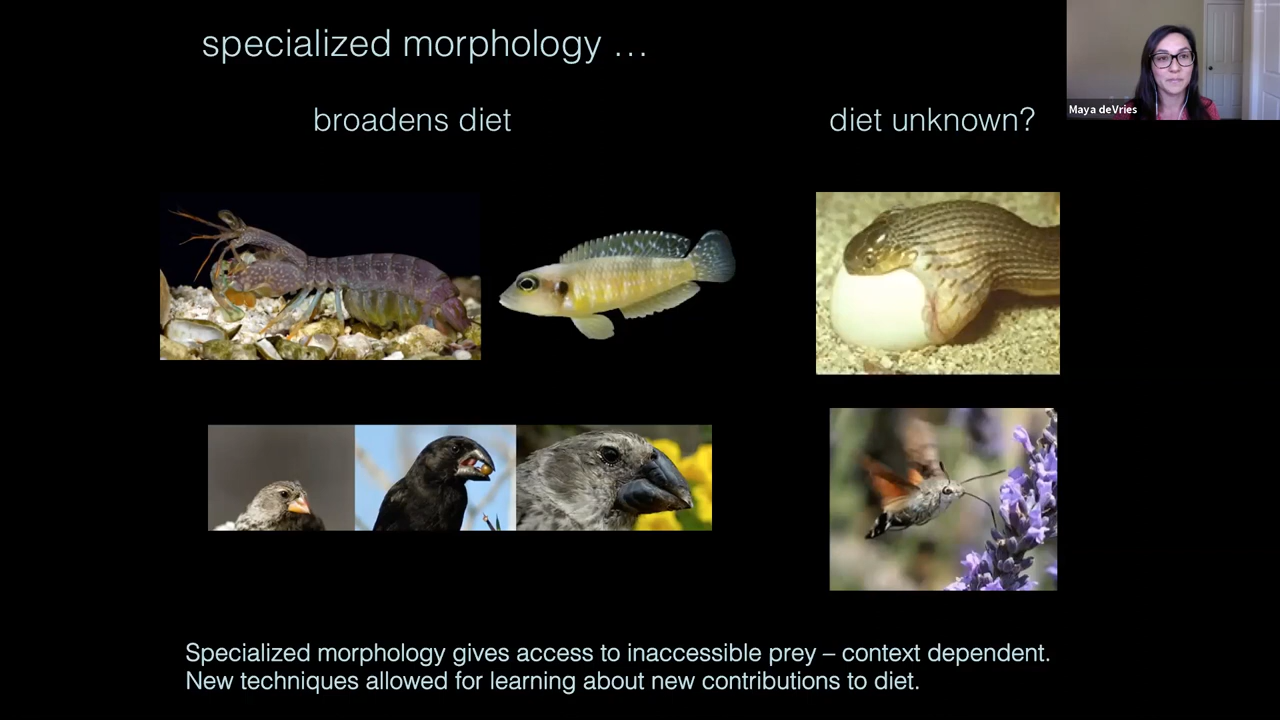 specialized morphology …
broadens diet
diet unknown?
Maya deVries
Specialized morphology gives access to inaccessible prey – context dependent.
New techniques allowed for learning about new contributions to diet.